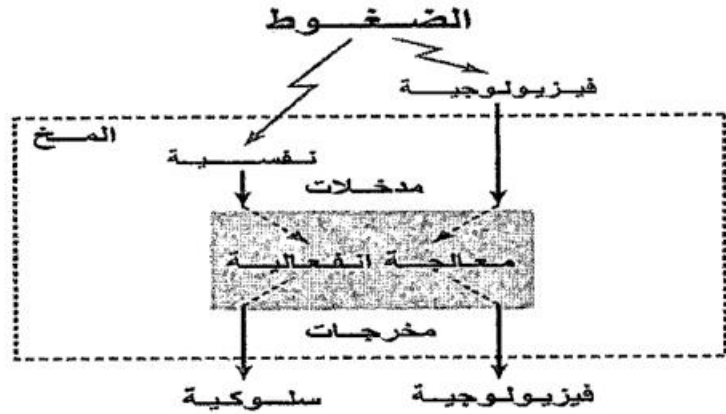 الضغوط
فيزيولوجية
المخ
نفسية
مدخلات
معالجة انفعالية
مخرجات
فيزيولوجية
سلوكية